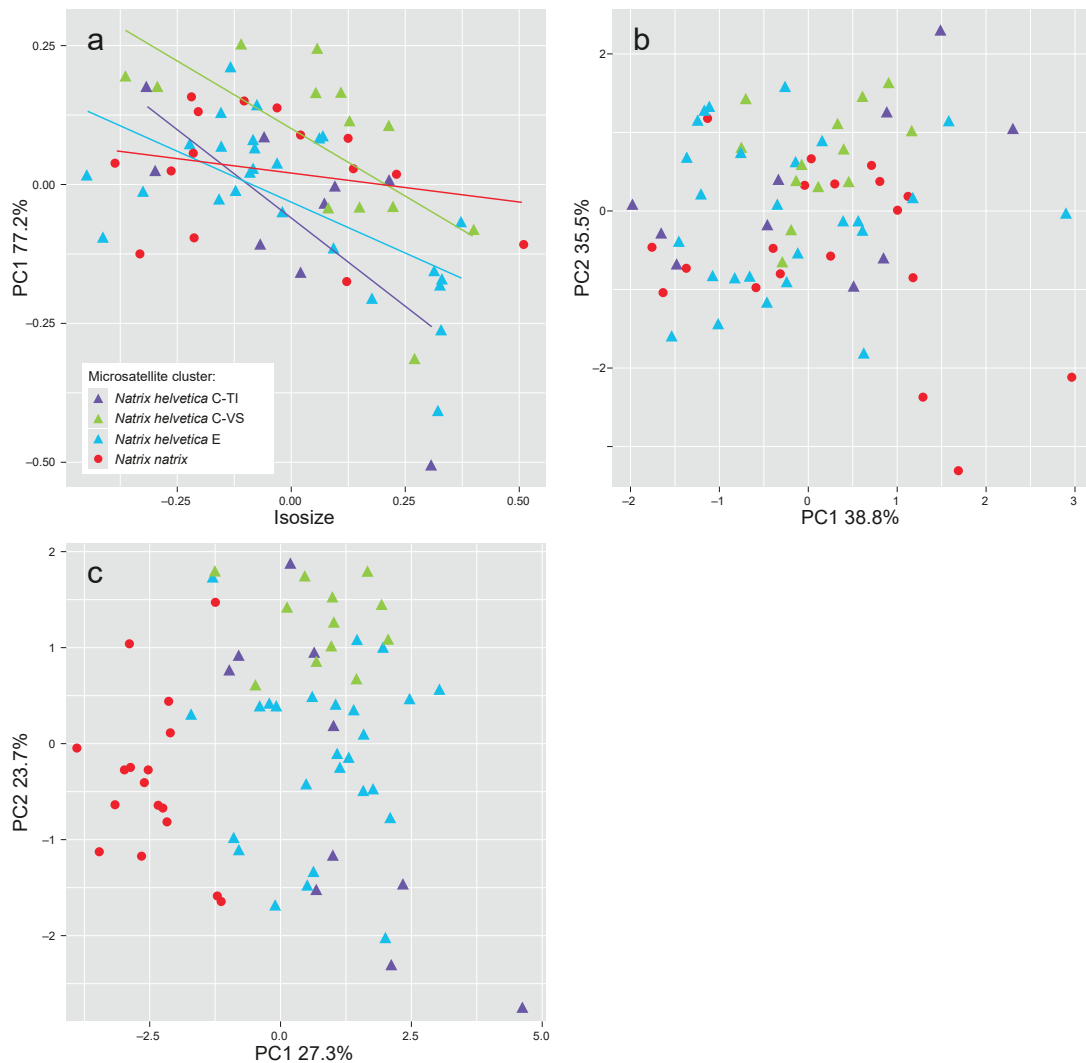 a
0.25
0.00
−0.25
−0.50
PC1 77.2%
Microsatellite cluster:
Natrix helvetica C-TI
Natrix helvetica C-VS
Natrix helvetica E
Natrix natrix
−0.25
0.00
0.25
0.50
Isosize
b
2
0
−2
PC2 35.5%
−2
−1
0
1
2
3
PC1 38.8%
c
2
1
0
−1
−2
PC2 23.7%
−2.5
0.0
2.5
5.0
PC1 27.3%